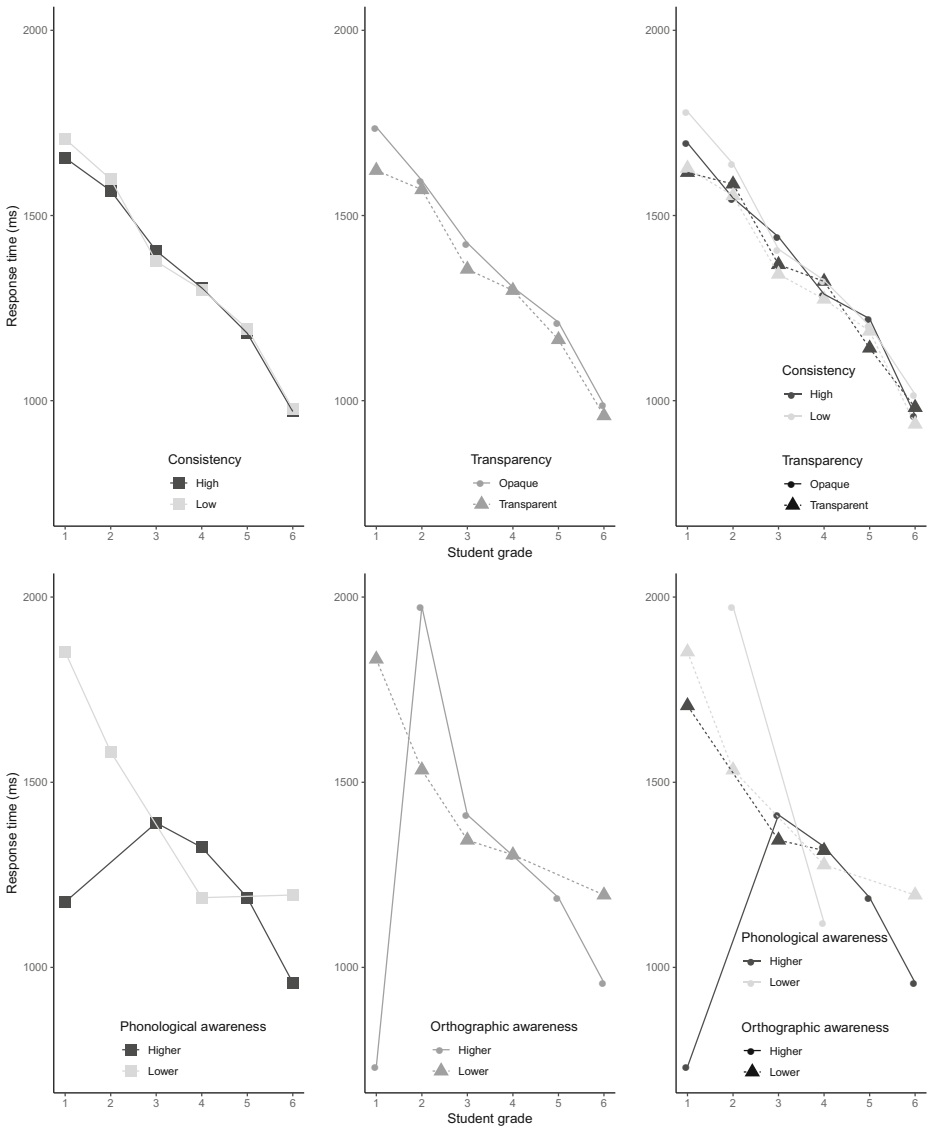 2000
1500
1000
Response time (ms)
Consistency
High
Low
1 2 3 4 5 6
2000
1500
1000
Transparency
Opaque
Transparent
1 2 3 4 5 6
Student grade
2000
1500
1000
Consistency
High
Low
Transparency
Opaque
Transparent
1 2 3 4 5 6
2000
1500
1000
Response time (ms)
Phonological awareness
Higher
Lower
1 2 3 4 5 6
2000
1500
1000
Orthographic awareness
Higher
Lower
1 2 3 4 5 6
Student grade
2000
1500
1000
Phonological awareness
Higher
Lower
Orthographic awareness
Higher
Lower
1 2 3 4 5 6